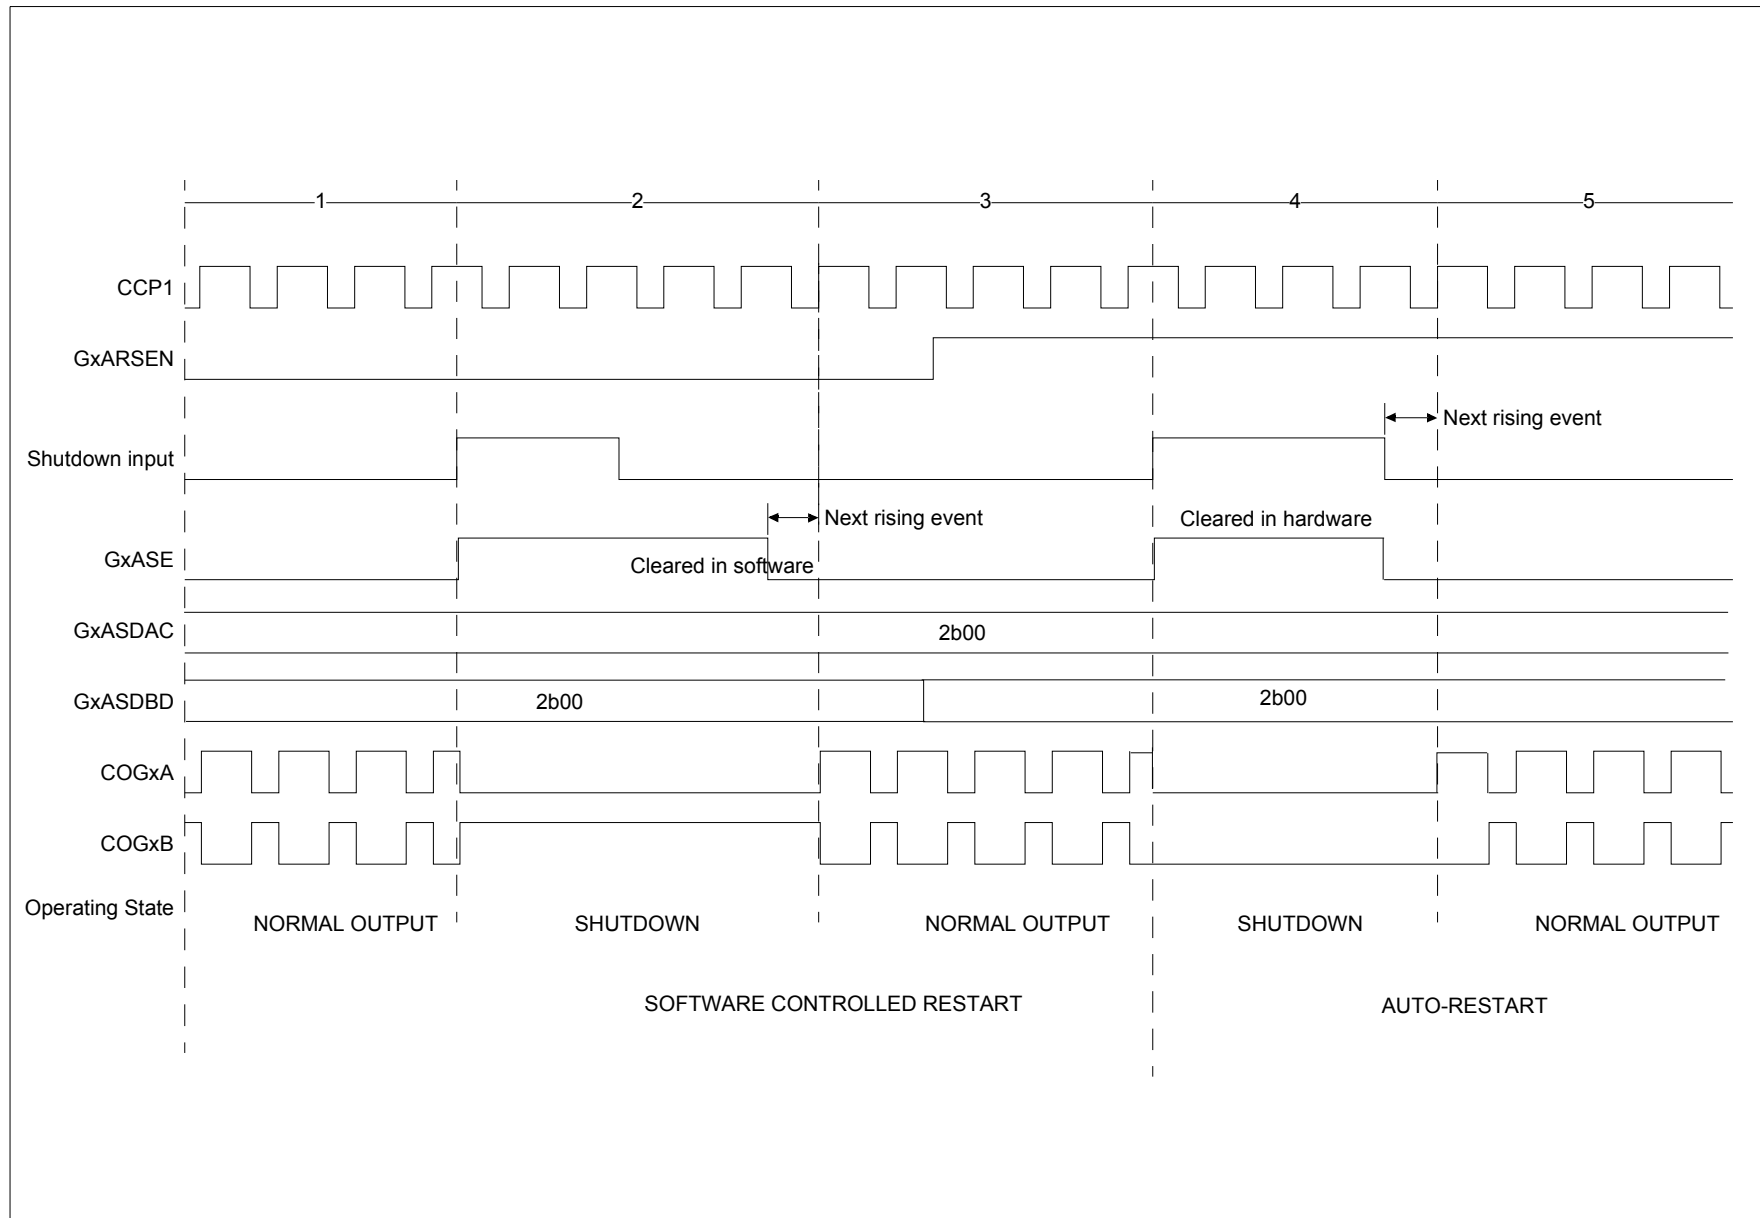 1 2 3 4 5
CCP1
GxARSEN
Next rising event
Shutdown input
Next rising event
Cleared in hardware
GxASE
Cleared in software
GxASDAC
2b00
GxASDBD
2b00
2b00
COGxA
COGxB
Operating State
NORMAL OUTPUT SHUTDOWN NORMAL OUTPUT SHUTDOWN NORMAL OUTPUT
SOFTWARE CONTROLLED RESTART
AUTO-RESTART